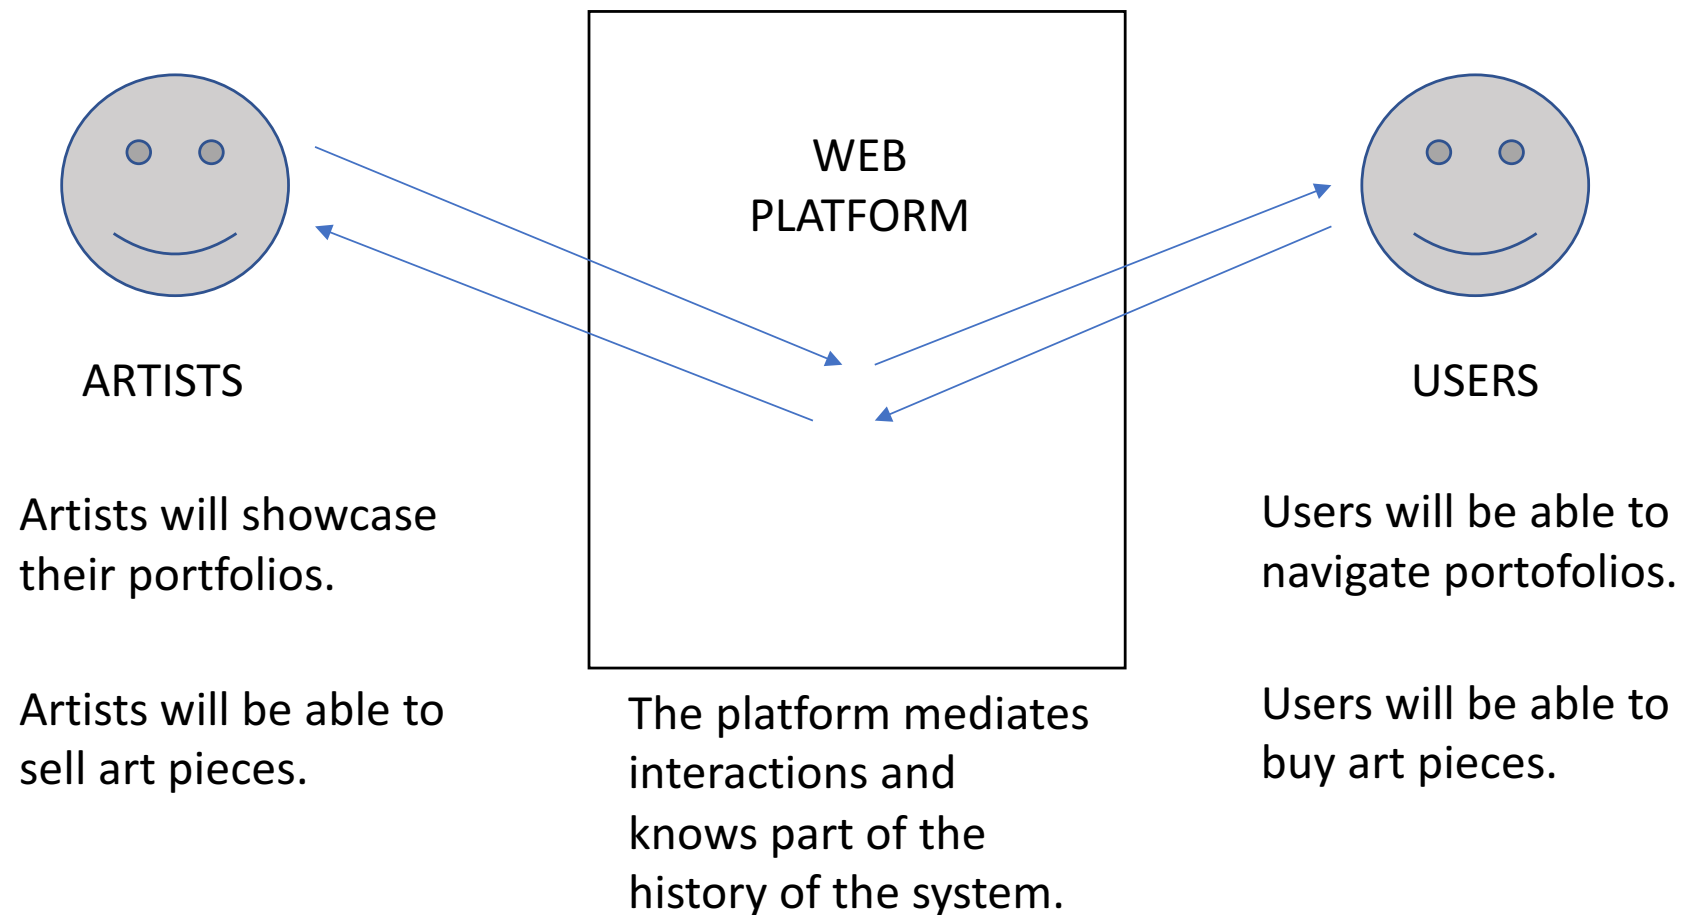 WEB
PLATFORM
ARTISTS
USERS
Artists will showcase
their portfolios.
Artists will be able to
sell art pieces.
The platform mediates
interactions and
knows part of the
history of the system.
Users will be able to
navigate portofolios.
Users will be able to
buy art pieces.